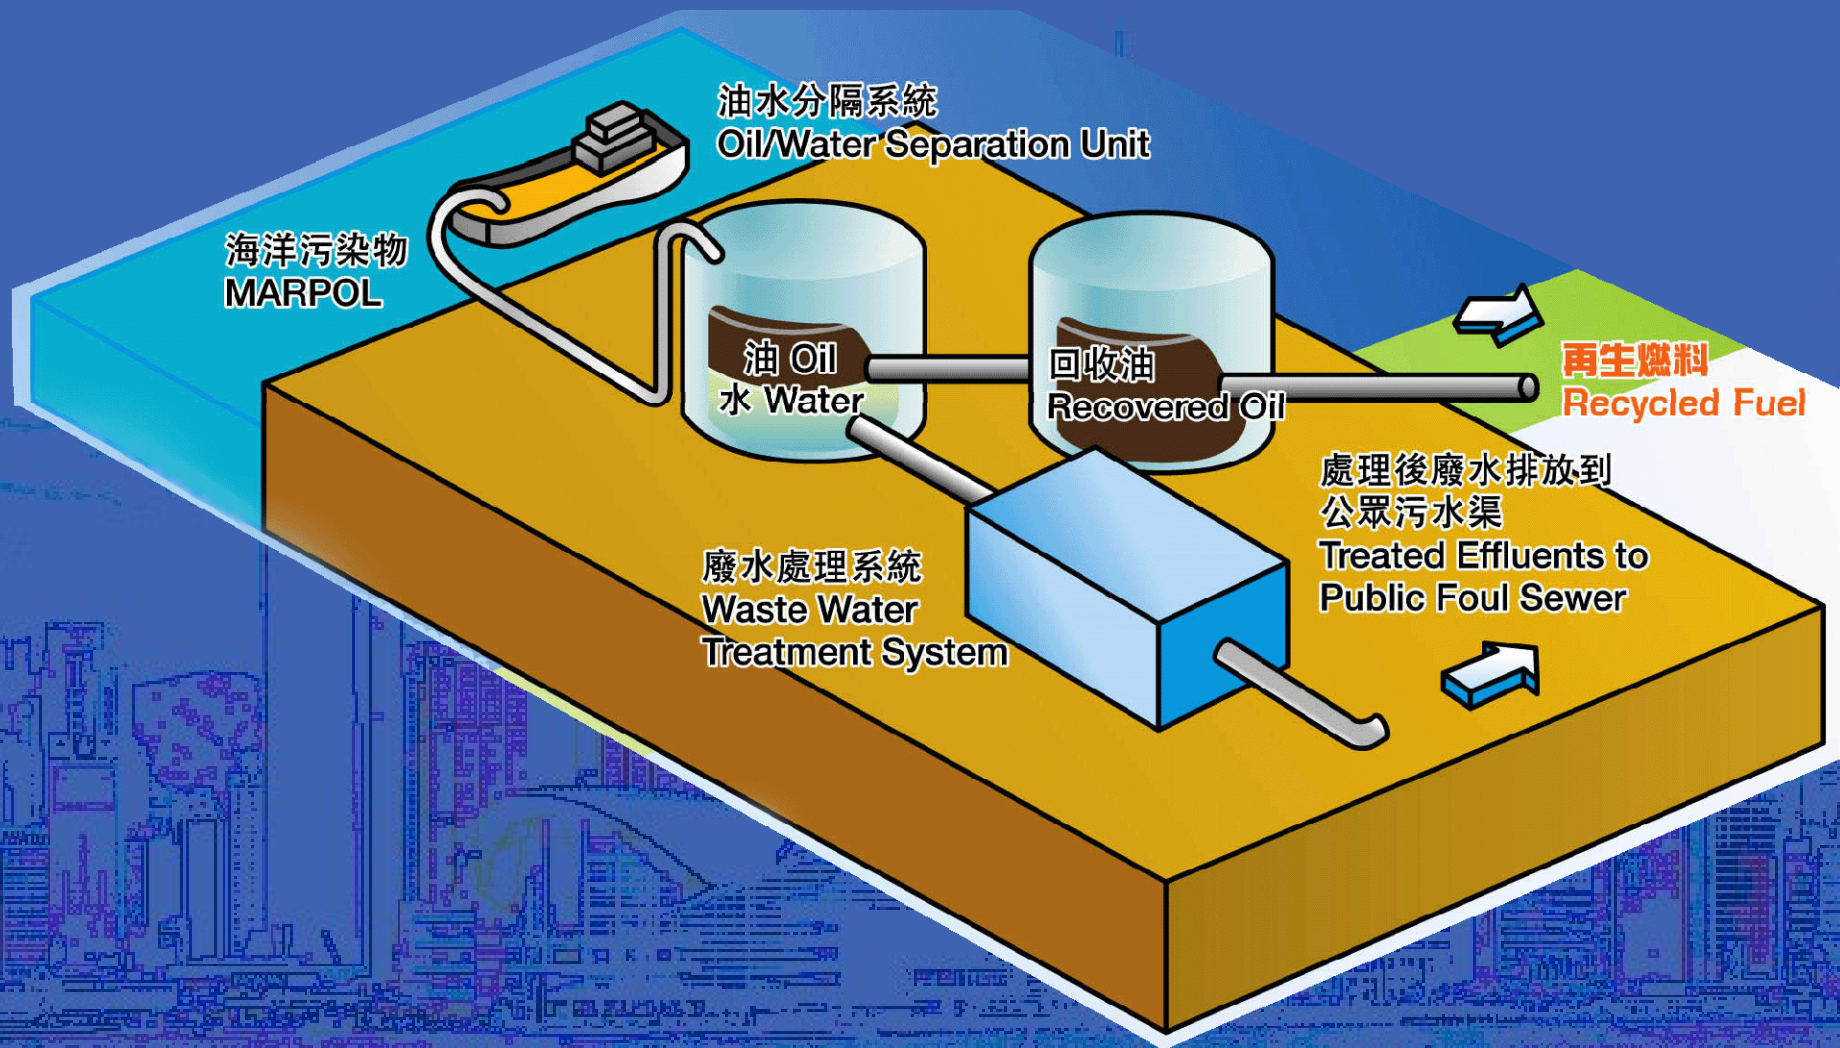 油水分隔系統
Oil/Water Separation Unit
海洋污染物
MARPOL
油 Oil
水 Water
回收油
Recovered Oil
再生燃料
Recycled Fuel
處理後廢水排放到
公眾污水渠
Treated Effluents to
Public Foul Sewer
廢水處理系統
Waste Water
Treatment System